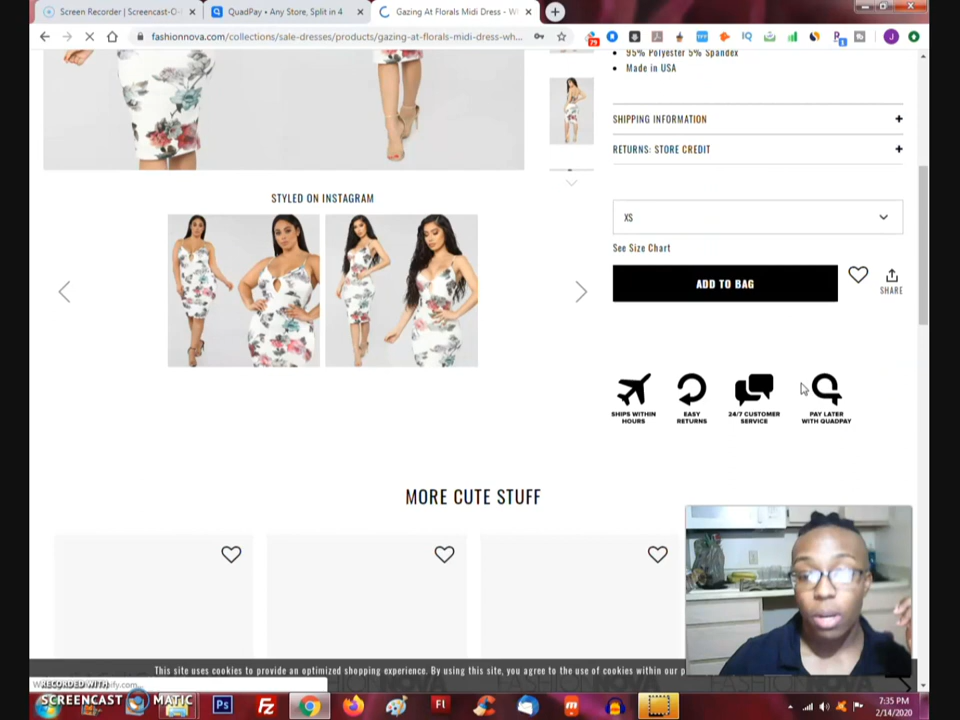 Screen Recorder | Screencast-O-
QuadPay • Any Store, Split in 4
Gazing At Florals Midi Dress - W
fashionnova.com/collections/sale-dresses/products/gazing-at-florals-midi-dress-wh...
95% Polyester 5% Spandex
Made in USA
SHIPPING INFORMATION
RETURNS: STORE CREDIT
STYLED ON INSTAGRAM
XS
See Size Chart
ADD TO BAG
SHARE
SHIPS WITHIN HOURS
EASY RETURNS
24/7 CUSTOMER SERVICE
PAY LATER WITH QUADPAY
MORE CUTE STUFF
This site uses cookies to provide an optimized shopping experience. By using this site, you agree to the use of cookies within our p
RECORDED WITH
SCREENCAST MATIC
7:35 PM
2/14/2020